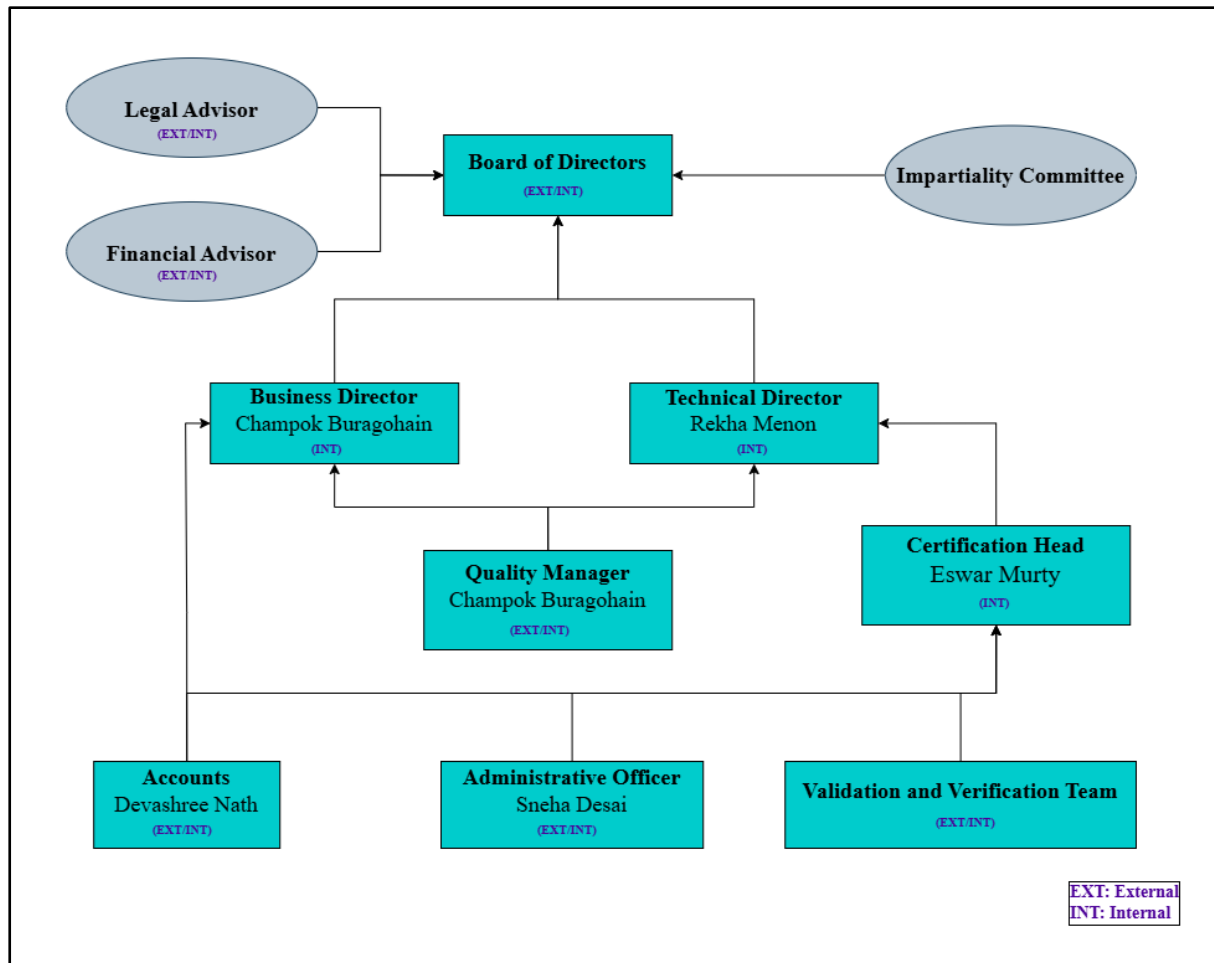 Legal Advisor
(EXT/INT)
Board of Directors
(EXT/INT)
Impartiality Committee
Financial Advisor
(EXT/INT)
Business Director
Champok Buragohain
(INT)
Technical Director
Rekha Menon
(INT)
Quality Manager
Champok Buragohain
(EXT/INT)
Certification Head
Eswar Murty
(INT)
Accounts
Devashree Nath
(EXT/INT)
Administrative Officer
Sneha Desai
(EXT/INT)
Validation and Verification Team
(EXT/INT)
EXT: External
INT: Internal